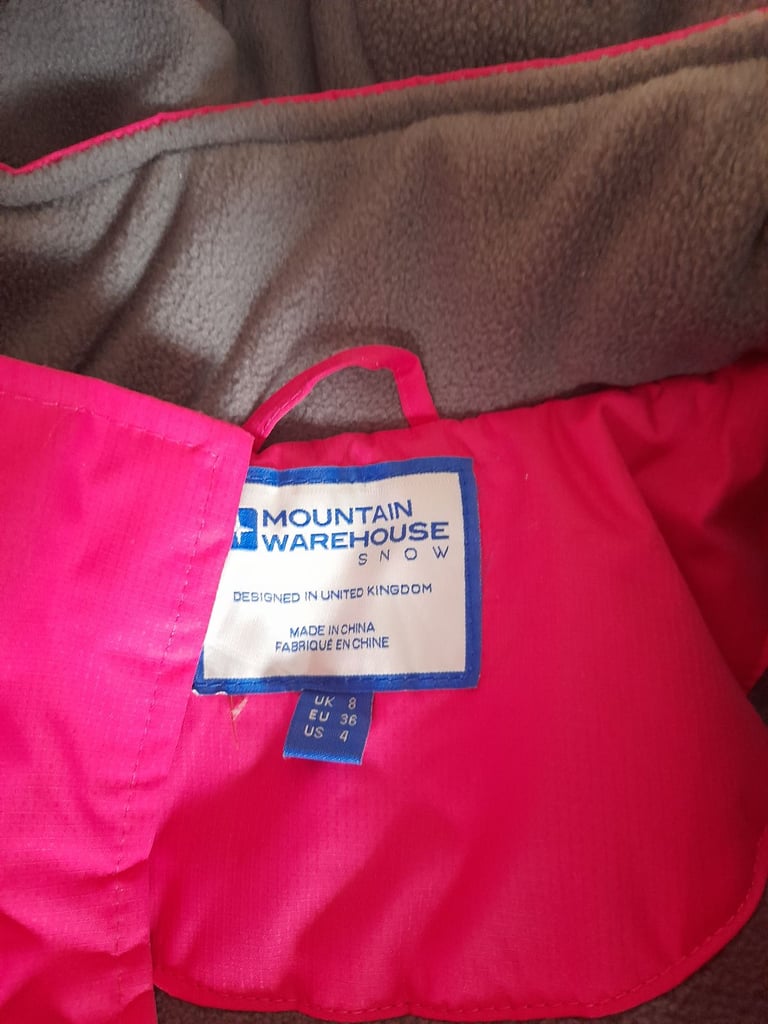 MOUNTAIN
WAREHOUSE
SNOW
DESIGNED IN UNITED KINGDOM
MADE IN CHINA
FABRIQUÉ EN CHINE
UK 8
EU 36
US 4